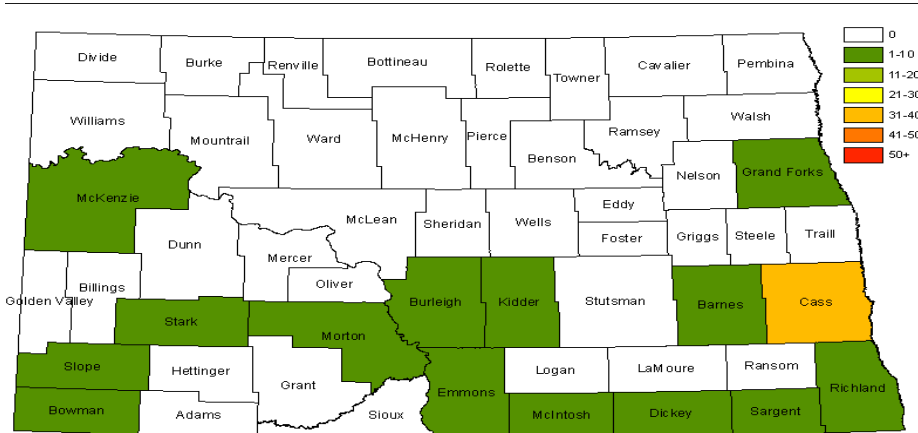 Divide
Burke
Renville
Bottineau
Rolette
Towner
Cavalier
Pembina
Williams
Mountrail
Ward
McHenry
Pierce
Benson
Ramsey
Walsh
McKenzie
Nelson
Grand Forks
Dunn
McLean
Sheridan
Wells
Eddy
Foster
Griggs
Steele
Traill
Mercer
Oliver
Golden Valley
Billings
Stark
Morton
Burleigh
Kidder
Stutsman
Barnes
Cass
Slope
Hettinger
Grant
Emmons
Logan
LaMoure
Ransom
Richland
Bowman
Adams
Sioux
McIntosh
Dickey
Sargent
0
1-10
11-20
21-30
31-40
41-50
50+